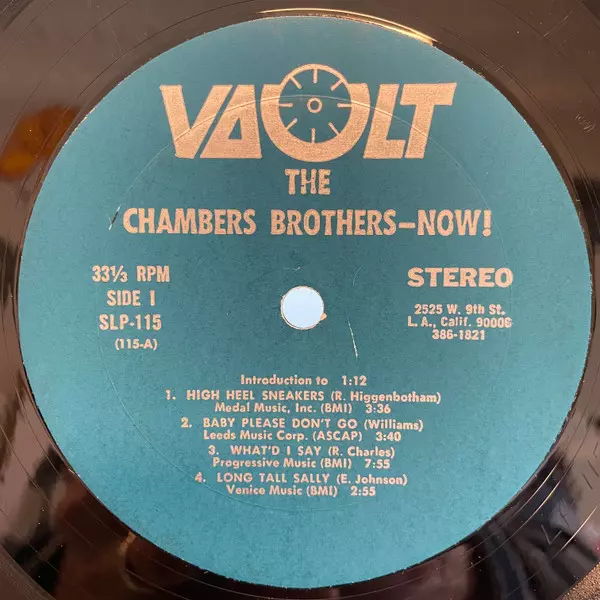 VAULT
THE
CHAMBERS BROTHERS—NOW!
33⅓ RPM
SIDE I
SLP-115
(115-A)
STEREO
2525 W. 9th St.
L. A., Calif. 90006
386-1821
Introduction to 1:12
1. HIGH HEEL SNEAKERS (R. Higgenbotham)
Medal Music, Inc. (BMI) 3:36
2. BABY PLEASE DON'T GO (Williams)
Leeds Music Corp. (ASCAP) 3:40
3. WHAT'D I SAY (R. Charles)
Progressive Music (BMI) 7:55
4. LONG TALL SALLY (E. Johnson)
Venice Music (BMI) 2:55